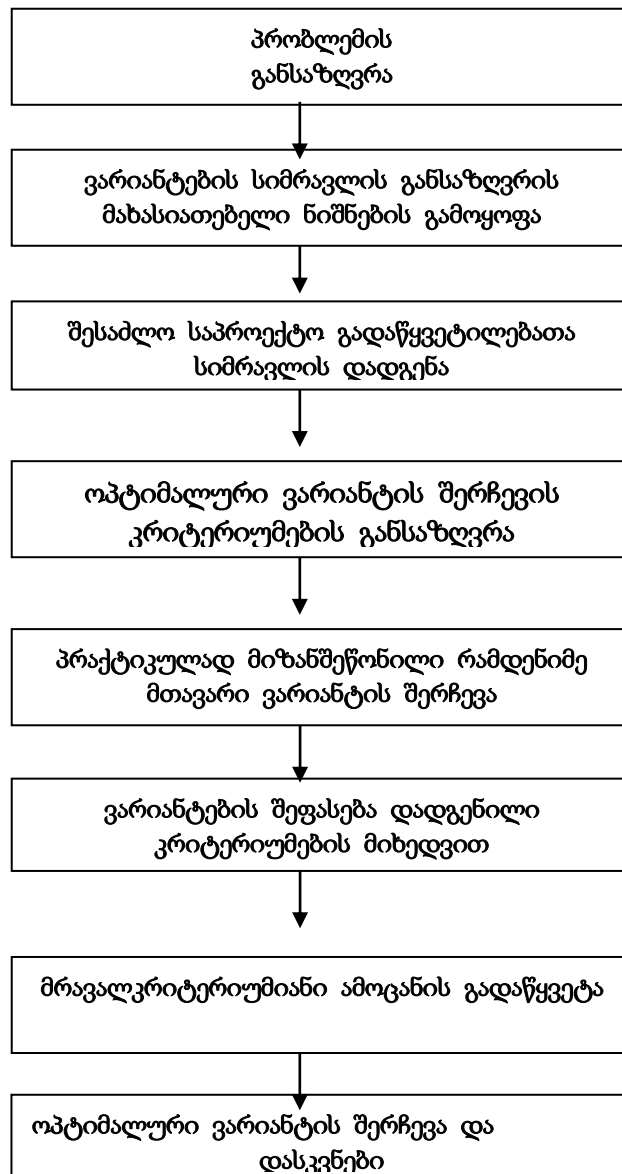 პრობლემის
განსაზღვრა
ვარიანტების სიმრავლის განსაზღვრის
მახასიათებელი ნიშნების გამოყოფა
შესაძლო საპროექტო გადაწყვეტილებათა
სიმრავლის დადგენა
ოპტიმალური ვარიანტის შერჩევის
კრიტერიუმების განსაზღვრა
პრაქტიკულად მიზანშეწონილი რამდენიმე
მთავარი ვარიანტის შერჩევა
ვარიანტების შეფასება დადგენილი
კრიტერიუმების მიხედვით
მრავალკრიტერიუმიანი ამოცანის გადაწყვეტა
ოპტიმალური ვარიანტის შერჩევა და
დასკვნები